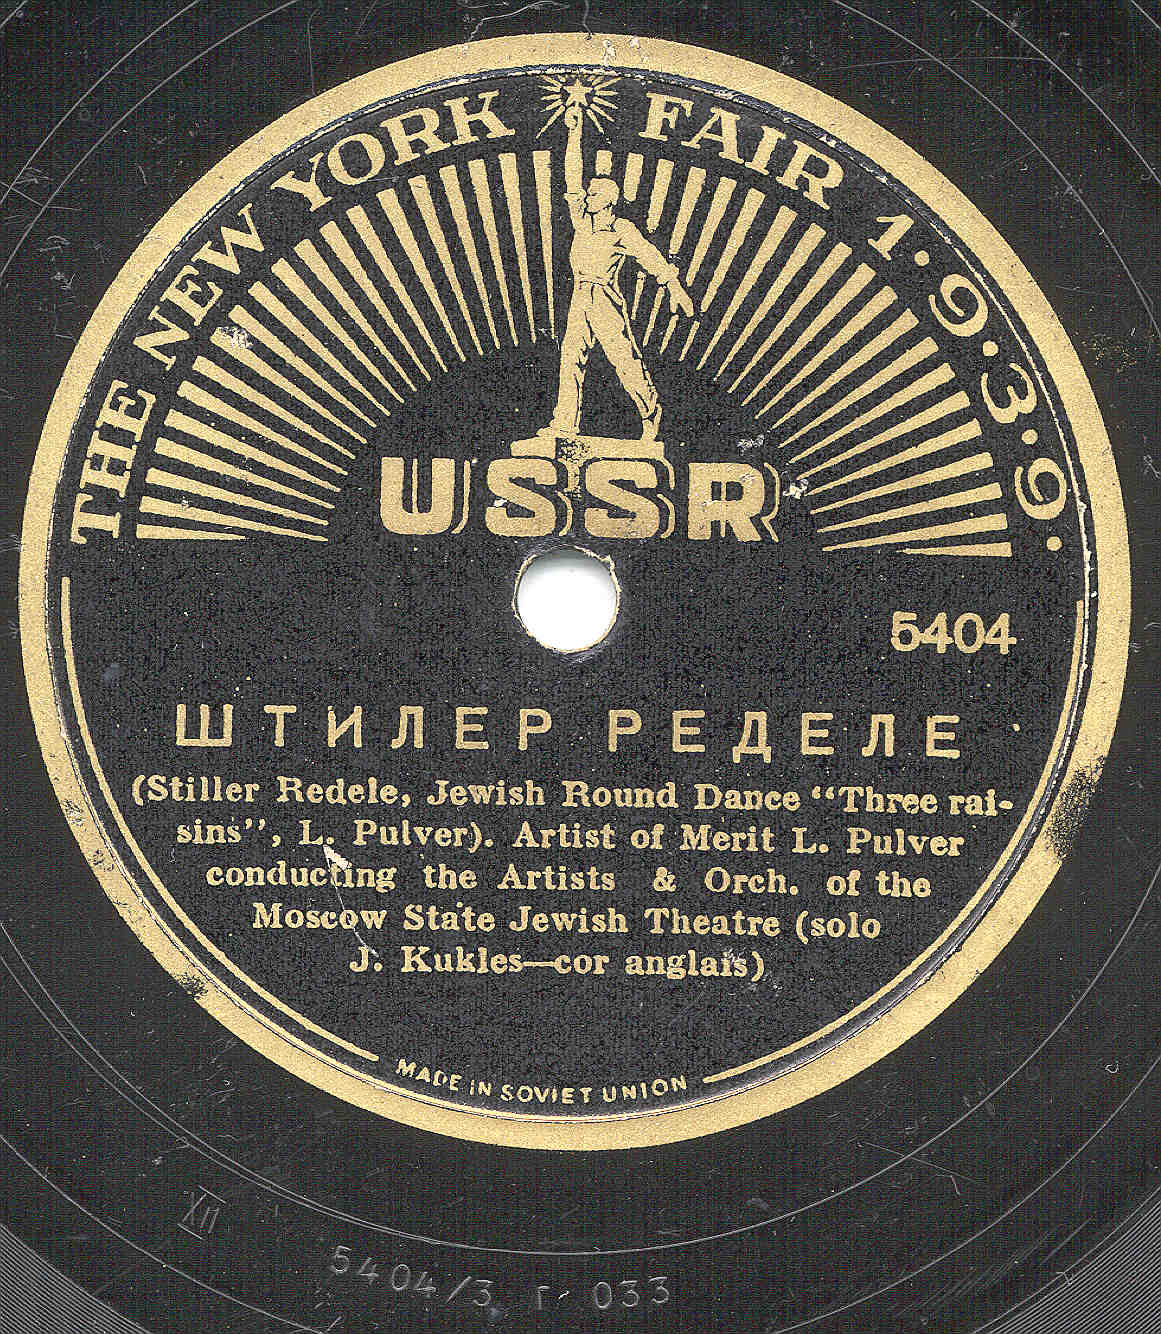 THE NEW YORK FAIR 1·9·3·9·
USSR
5404
ШТИЛЕР РЕДЕЛЕ
(Stiller Redele, Jewish Round Dance “Three rai-
sins”, L. Pulver). Artist of Merit L. Pulver
conducting the Artists & Orch. of the
Moscow State Jewish Theatre (solo
J. Kukles—cor anglais)
MADE IN SOVIET UNION
XII
5404/3 Г 033